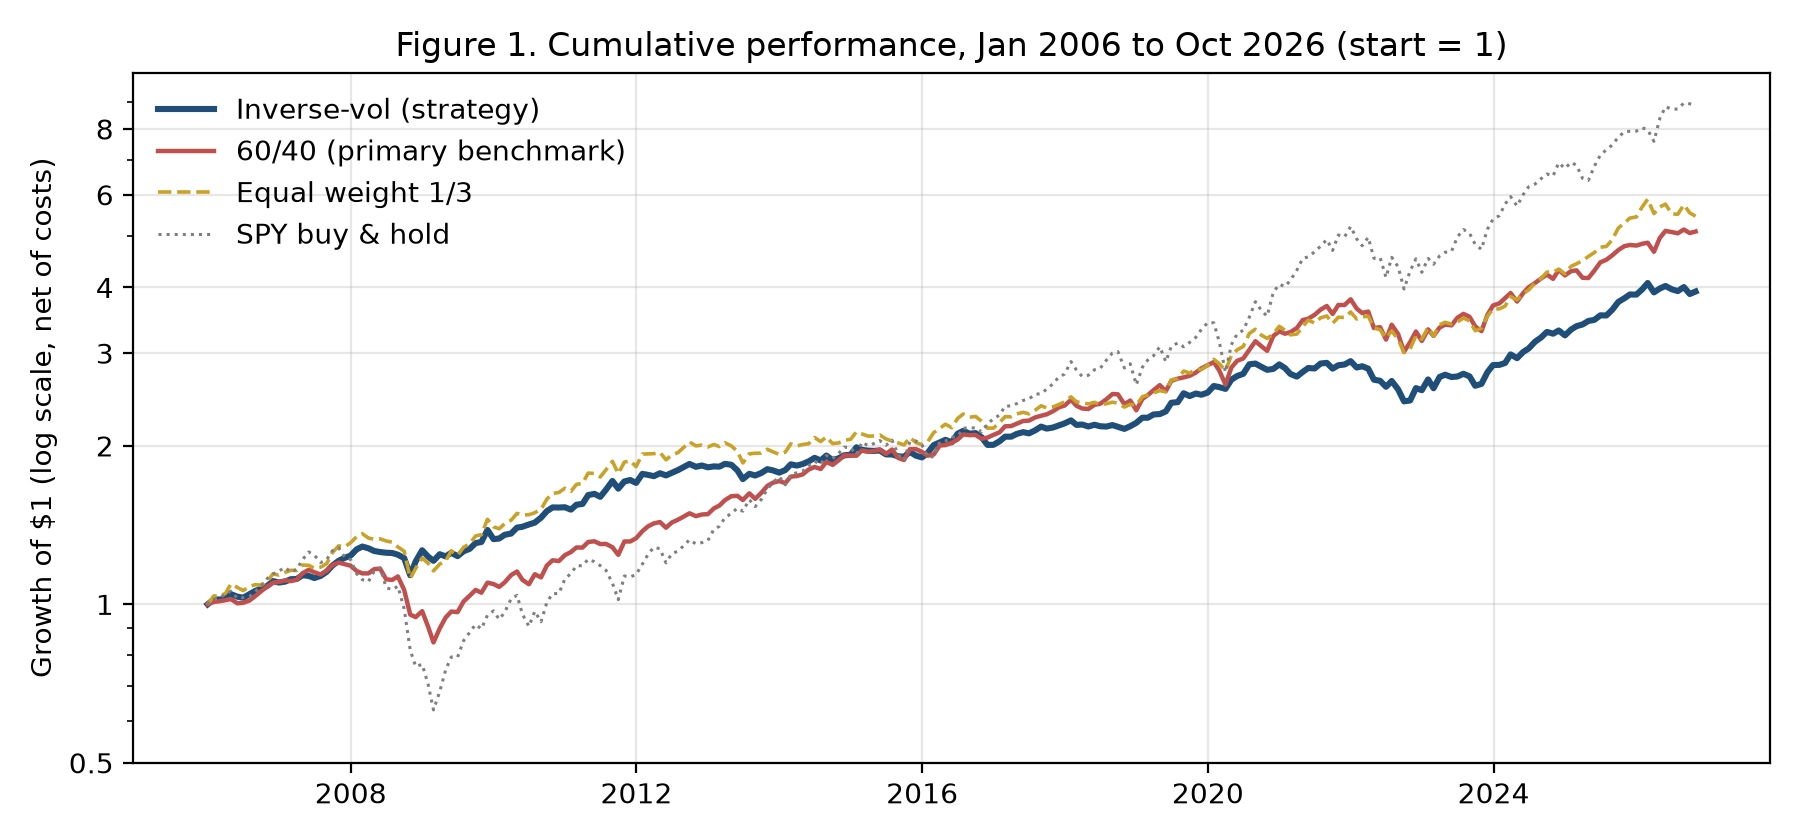 Figure 1. Cumulative performance, Jan 2006 to Oct 2026 (start = 1)
Inverse-vol (strategy)
60/40 (primary benchmark)
Equal weight 1/3
SPY buy & hold
Growth of $1 (log scale, net of costs)
8
6
4
3
2
1
0.5
2008
2012
2016
2020
2024